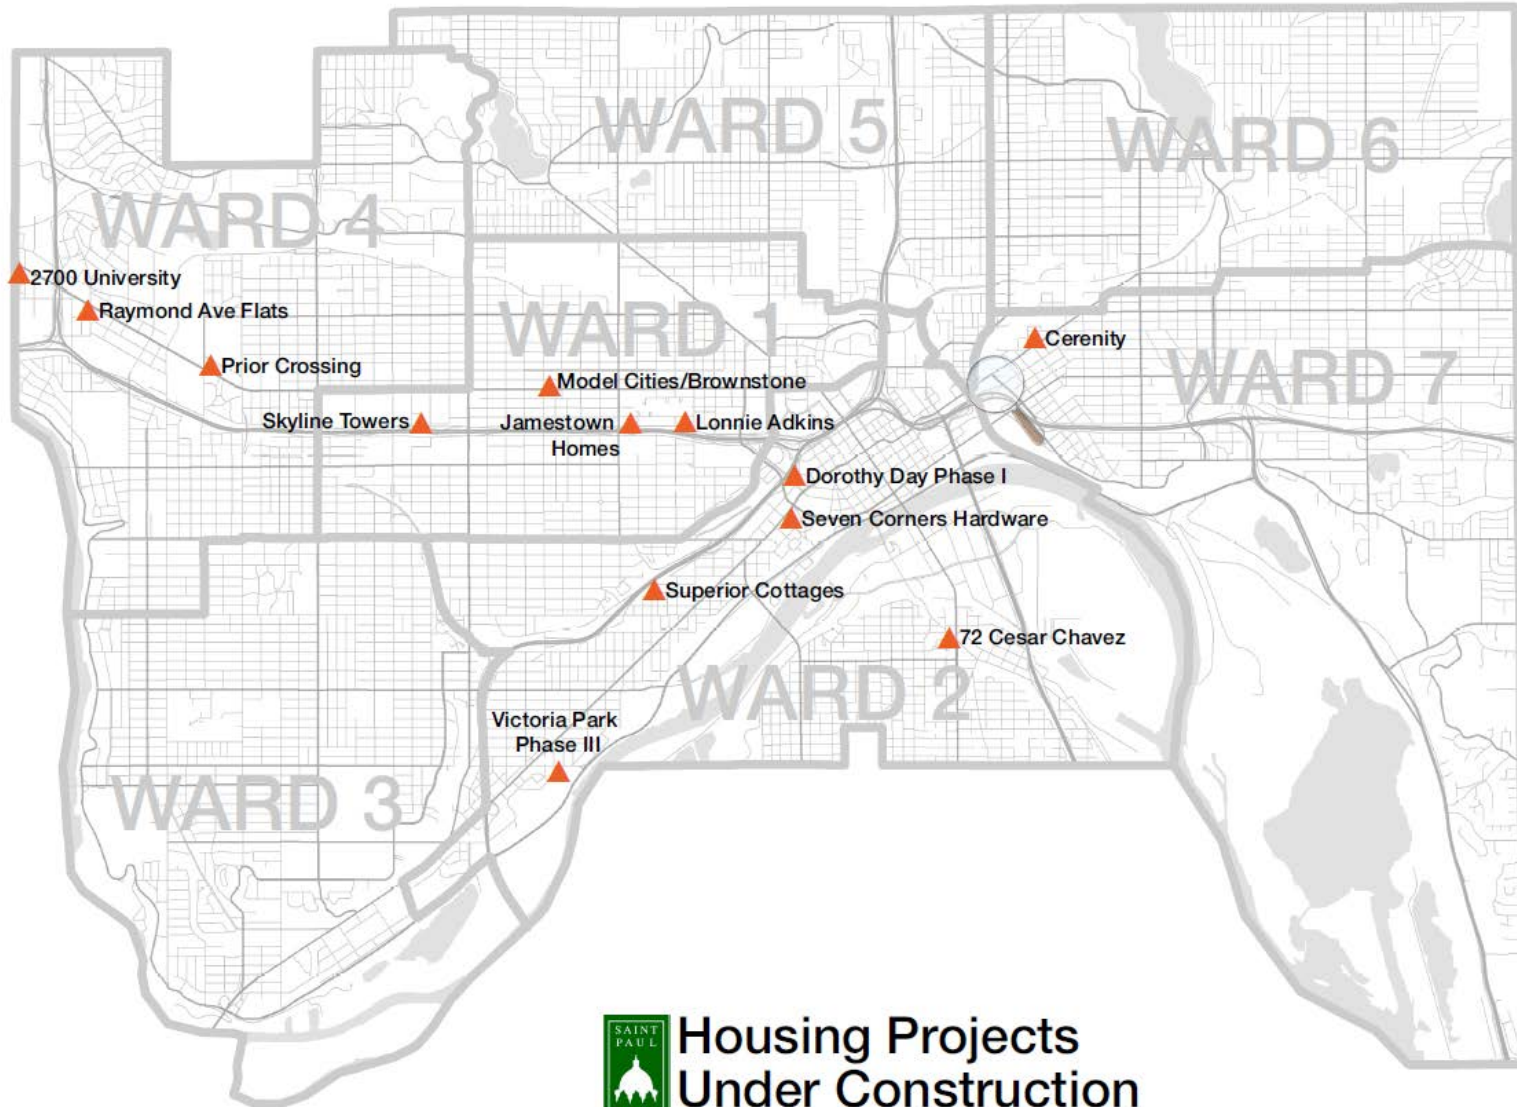 WARD 5
WARD 6
WARD 4
2700 University
Raymond Ave Flats
WARD 1
Cerenity
Prior Crossing
WARD 7
Model Cities/Brownstone
Skyline Towers
Jamestown
Homes
Lonnie Adkins
Dorothy Day Phase I
Seven Corners Hardware
Superior Cottages
72 Cesar Chavez
WARD 2
Victoria Park
Phase III
WARD 3
SAINT
PAUL
Housing Projects
Under Construction